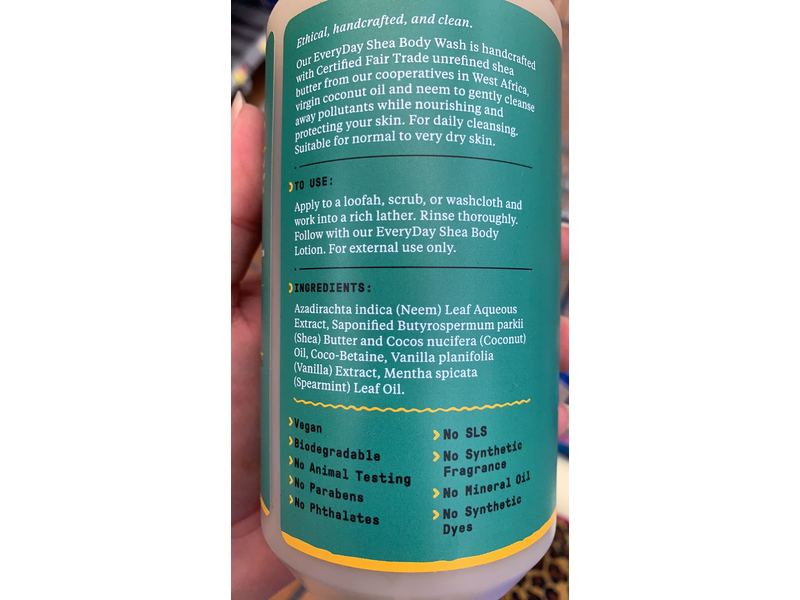 Ethical, handcrafted, and clean.
Our EveryDay Shea Body Wash is handcrafted
with Certified Fair Trade unrefined shea
butter from our cooperatives in West Africa,
virgin coconut oil and neem to gently cleanse
away pollutants while nourishing and
protecting your skin. For daily cleansing.
Suitable for normal to very dry skin.
TO USE:
Apply to a loofah, scrub, or washcloth and
work into a rich lather. Rinse thoroughly.
Follow with our EveryDay Shea Body
Lotion. For external use only.
INGREDIENTS:
Azadirachta indica (Neem) Leaf Aqueous
Extract, Saponified Butyrospermum parkii
(Shea) Butter and Cocos nucifera (Coconut)
Oil, Coco-Betaine, Vanilla planifolia
(Vanilla) Extract, Mentha spicata
(Spearmint) Leaf Oil.
Vegan
Biodegradable
No Animal Testing
No Parabens
No Phthalates
No SLS
No Synthetic
Fragrance
No Mineral Oil
No Synthetic
Dyes